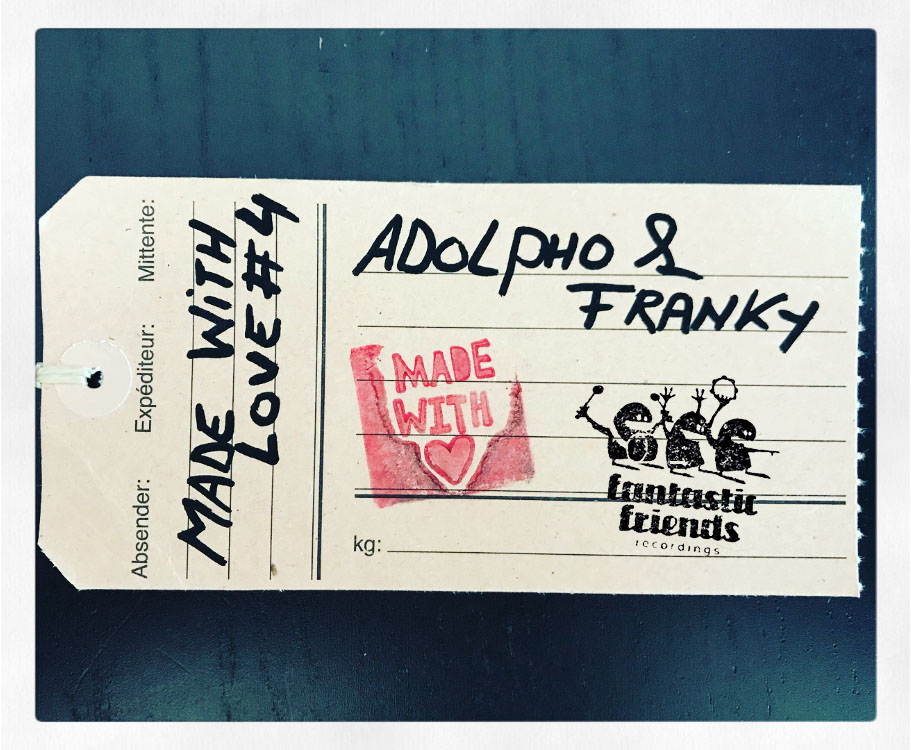 Absender: Expéditeur: Mittente:
MADE WITH
LOVE #4
ADOLPHO &
FRANKY
MADE
WITH
fantastic
friends
recordings
kg: